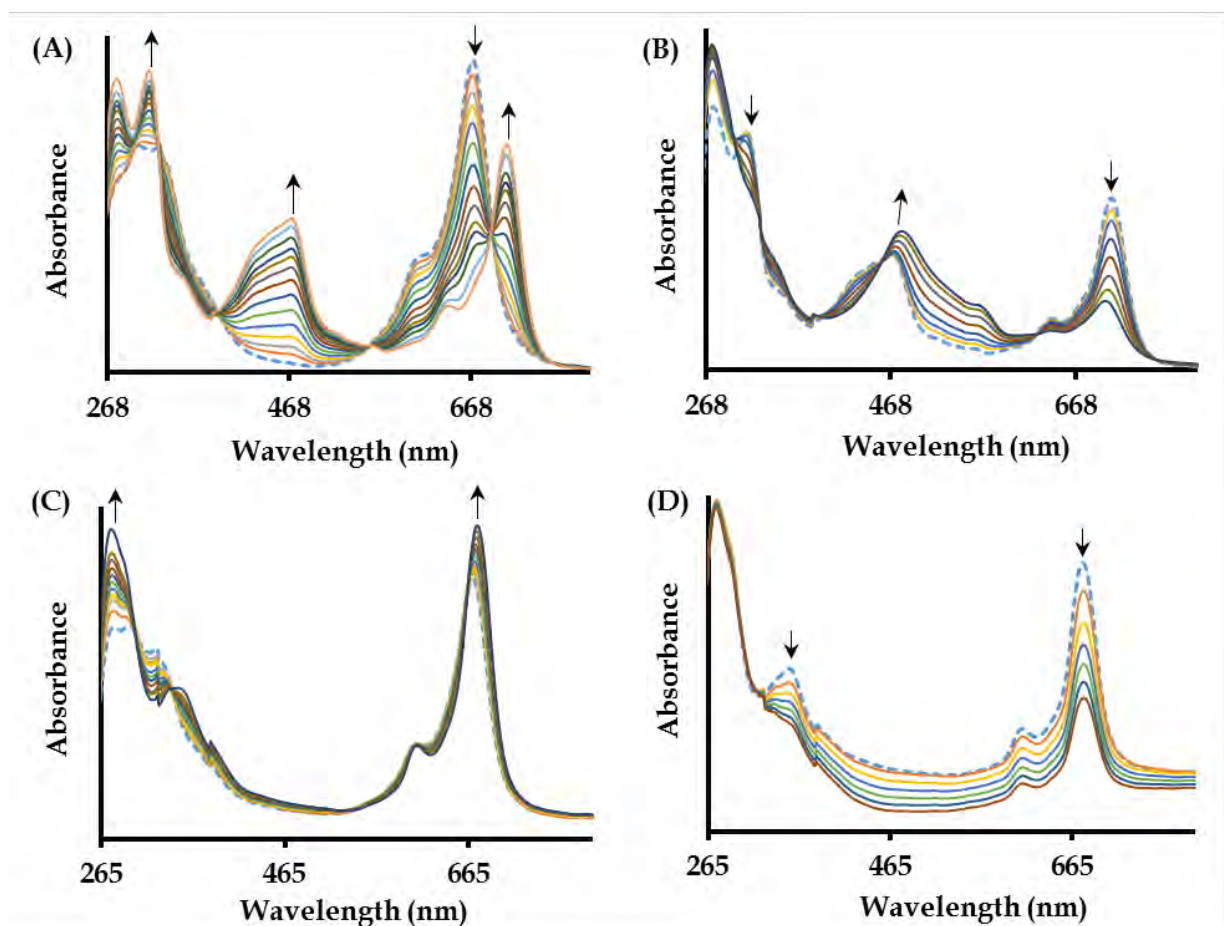 (A)
Absorbance
268 468 668
Wavelength (nm)
(B)
Absorbance
268 468 668
Wavelength (nm)
(C)
Absorbance
265 465 665
Wavelength (nm)
(D)
Absorbance
265 465 665
Wavelength (nm)